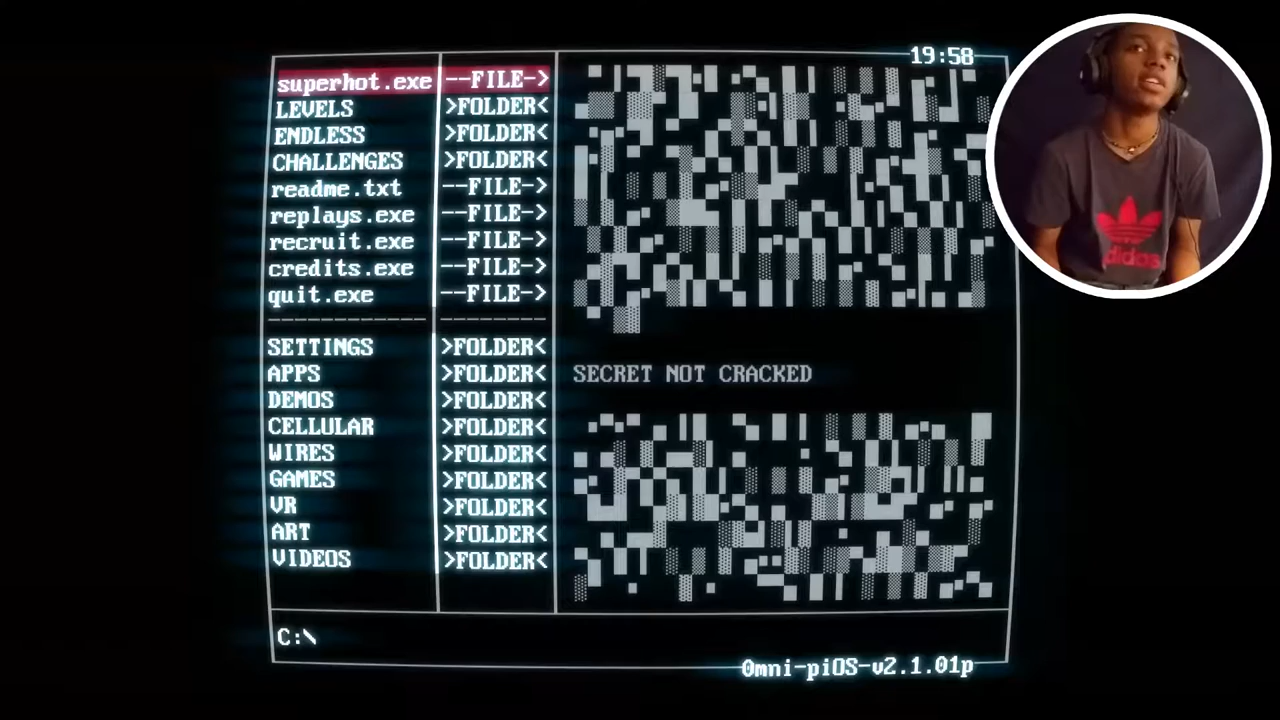 19:58
superhot.exe --FILE->
LEVELS >FOLDER<
ENDLESS >FOLDER<
CHALLENGES >FOLDER<
readme.txt --FILE->
replays.exe --FILE->
recruit.exe --FILE->
credits.exe --FILE->
quit.exe --FILE->
SETTINGS >FOLDER<
APPS >FOLDER<
SECRET NOT CRACKED
DEMOS >FOLDER<
CELLULAR >FOLDER<
WIRES >FOLDER<
GAMES >FOLDER<
VR >FOLDER<
ART >FOLDER<
VIDEOS >FOLDER<
C:\
0mni-piOS-v2.1.01p
adidas